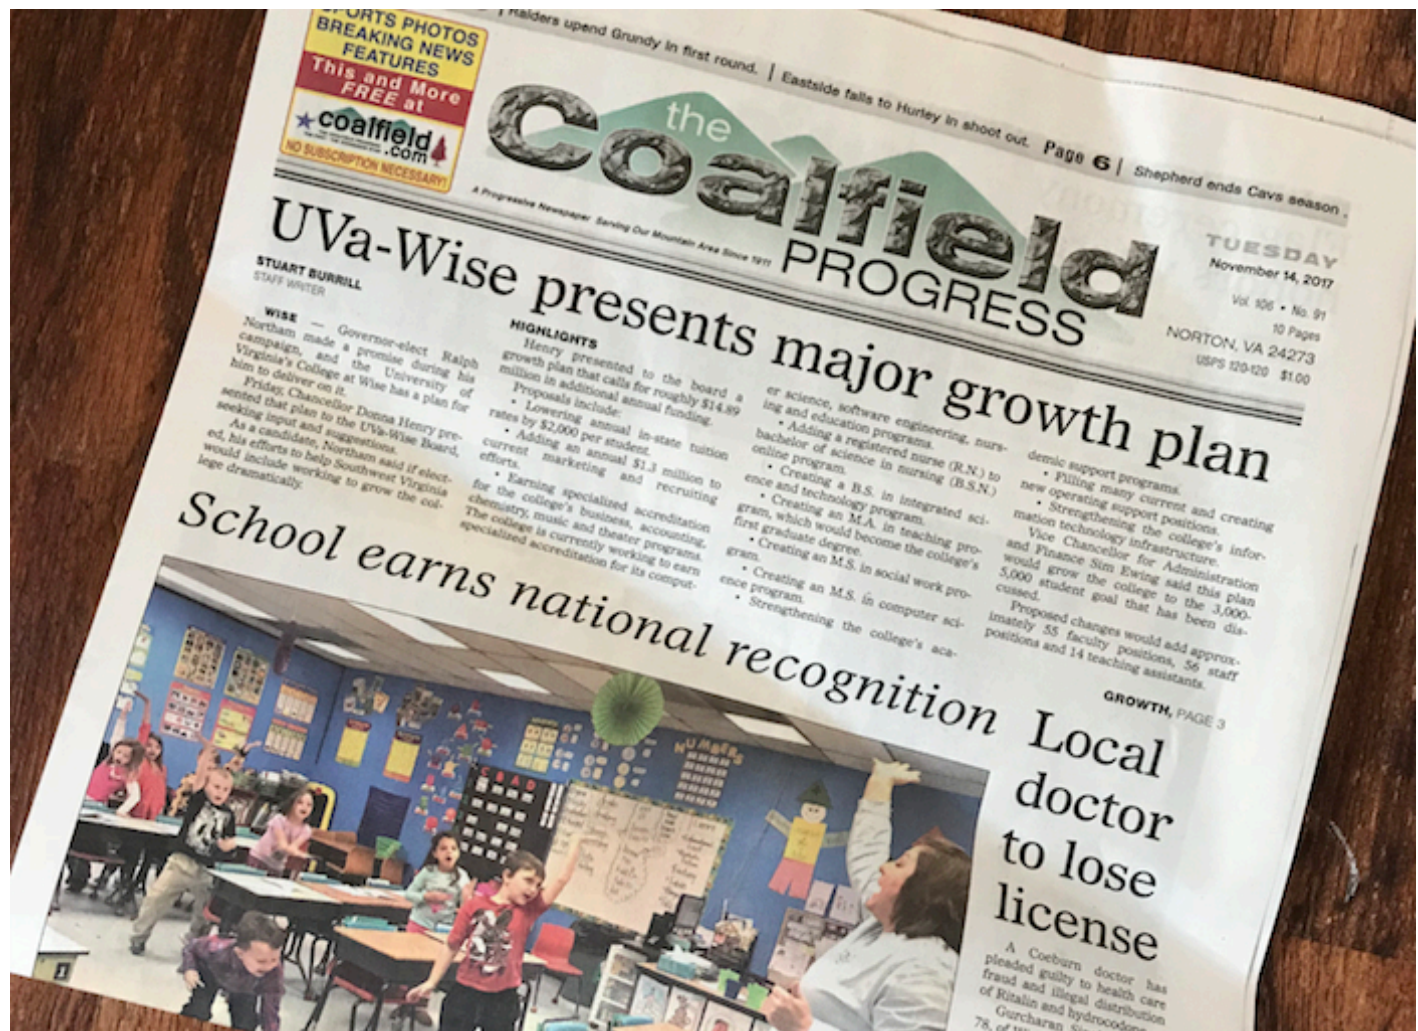 SPORTS PHOTOS
BREAKING NEWS
FEATURES
This and More
FREE at
coalfield
.com
NO SUBSCRIPTION NECESSARY!
Raiders upend Grundy in first round. | Eastside falls to Hurley in shoot out. Page 6 | Shepherd ends Cavs season.
the
Coalfield
PROGRESS
A Progressive Newspaper Serving Our Mountain Area Since 1911
TUESDAY
November 14, 2017
Vol. 106 • No. 91
10 Pages
NORTON, VA 24273
USPS 120-120 $1.00
UVa-Wise presents major growth plan
STUART BURRILL
STAFF WRITER
WISE — Governor-elect Ralph
Northam made a promise during his
campaign, and the University of
Virginia's College at Wise has a plan for
him to deliver on it.
Friday, Chancellor Donna Henry pre-
sented that plan to the UVa-Wise Board,
seeking input and suggestions.
As a candidate, Northam said if elect-
ed, his efforts to help Southwest Virginia
would include working to grow the col-
lege dramatically.
HIGHLIGHTS
Henry presented to the board a
growth plan that calls for roughly $14.89
million in additional annual funding.
Proposals include:
• Lowering annual in-state tuition
rates by $2,000 per student.
• Adding an annual $1.3 million to
current marketing and recruiting
efforts.
• Earning specialized accreditation
for the college's business, accounting,
chemistry, music and theater programs.
The college is currently working to earn
specialized accreditation for its comput-
er science, software engineering, nurs-
ing and education programs.
• Adding a registered nurse (R.N.) to
bachelor of science in nursing (B.S.N.)
online program.
• Creating a B.S. in integrated sci-
ence and technology program.
• Creating an M.A. in teaching pro-
gram, which would become the college's
first graduate degree.
• Creating an M.S. in social work pro-
gram.
• Creating an M.S. in computer sci-
ence program.
• Strengthening the college's aca-
demic support programs.
• Filling many current and creating
new operating support positions.
• Strengthening the college's infor-
mation technology infrastructure.
Vice Chancellor for Administration
and Finance Sim Ewing said this plan
would grow the college to the 3,000-
5,000 student goal that has been dis-
cussed.
Proposed changes would add approx-
imately 55 faculty positions, 56 staff
positions and 14 teaching assistants.
GROWTH, PAGE 3
School earns national recognition
NUMBERS
Local
doctor
to lose
license
A Coeburn doctor has
pleaded guilty to health care
fraud and illegal distribution
of Ritalin and hydrocodone.
Gurcharan
78, of